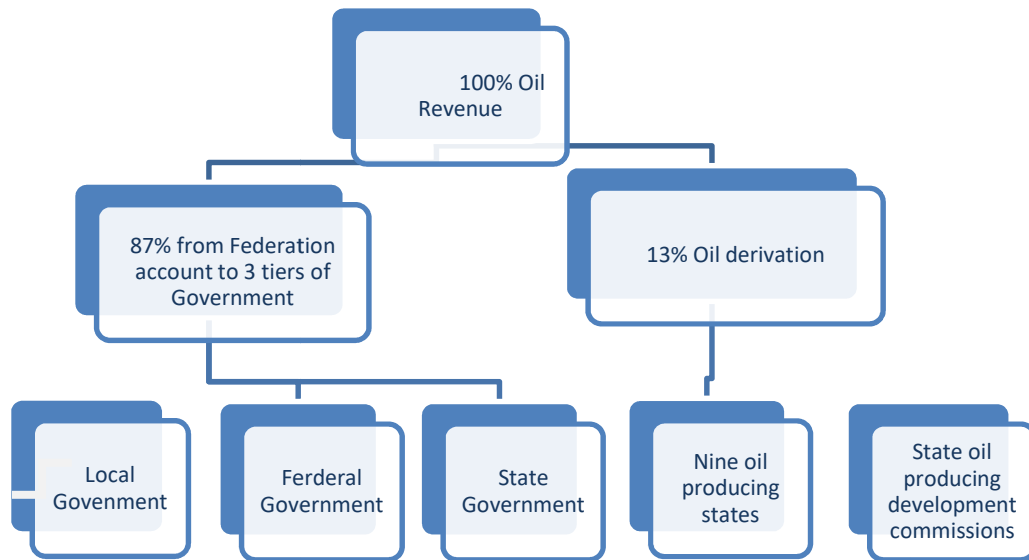 100% Oil
Revenue
87% from Federation
account to 3 tiers of
Government
13% Oil derivation
Local
Govenment
Ferderal
Government
State
Government
Nine oil
producing
states
State oil
producing
development
commissions